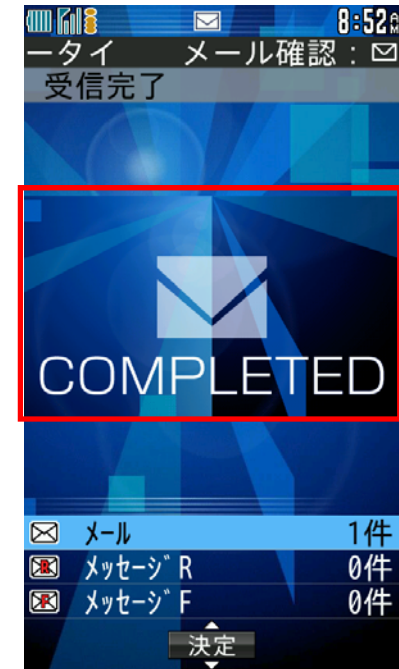 8:52AM
ータイ メール確認:
受信完了
COMPLETED
メール 1件
R メッセージR 0件
F メッセージF 0件
決定